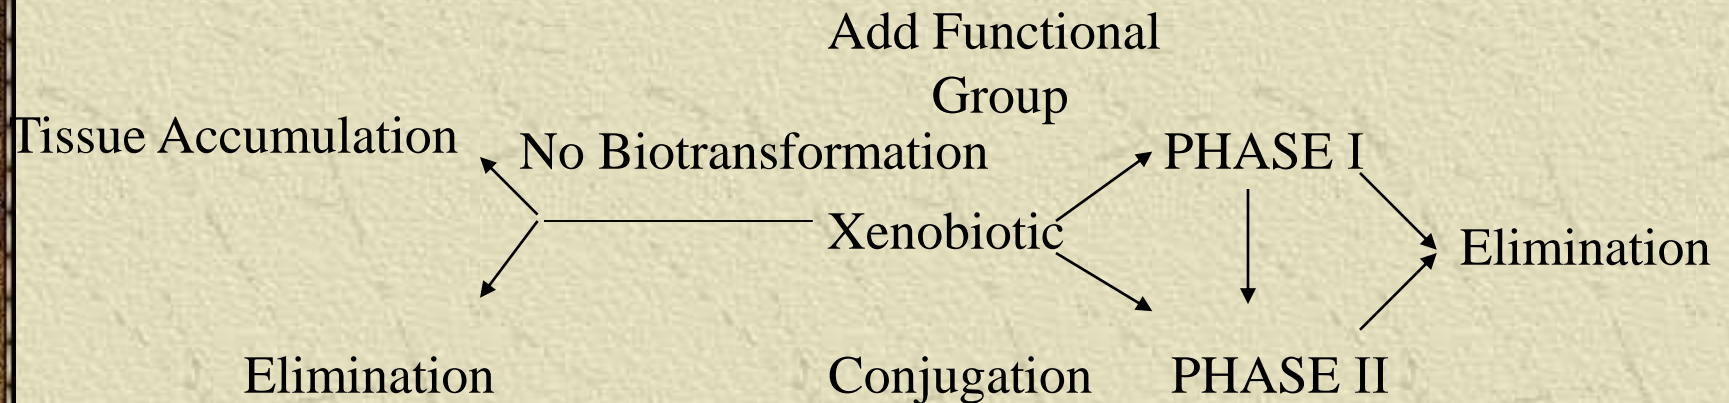 Add Functional
Group
Tissue Accumulation
No Biotransformation
PHASE I
Xenobiotic
Elimination
Elimination
Conjugation
PHASE II